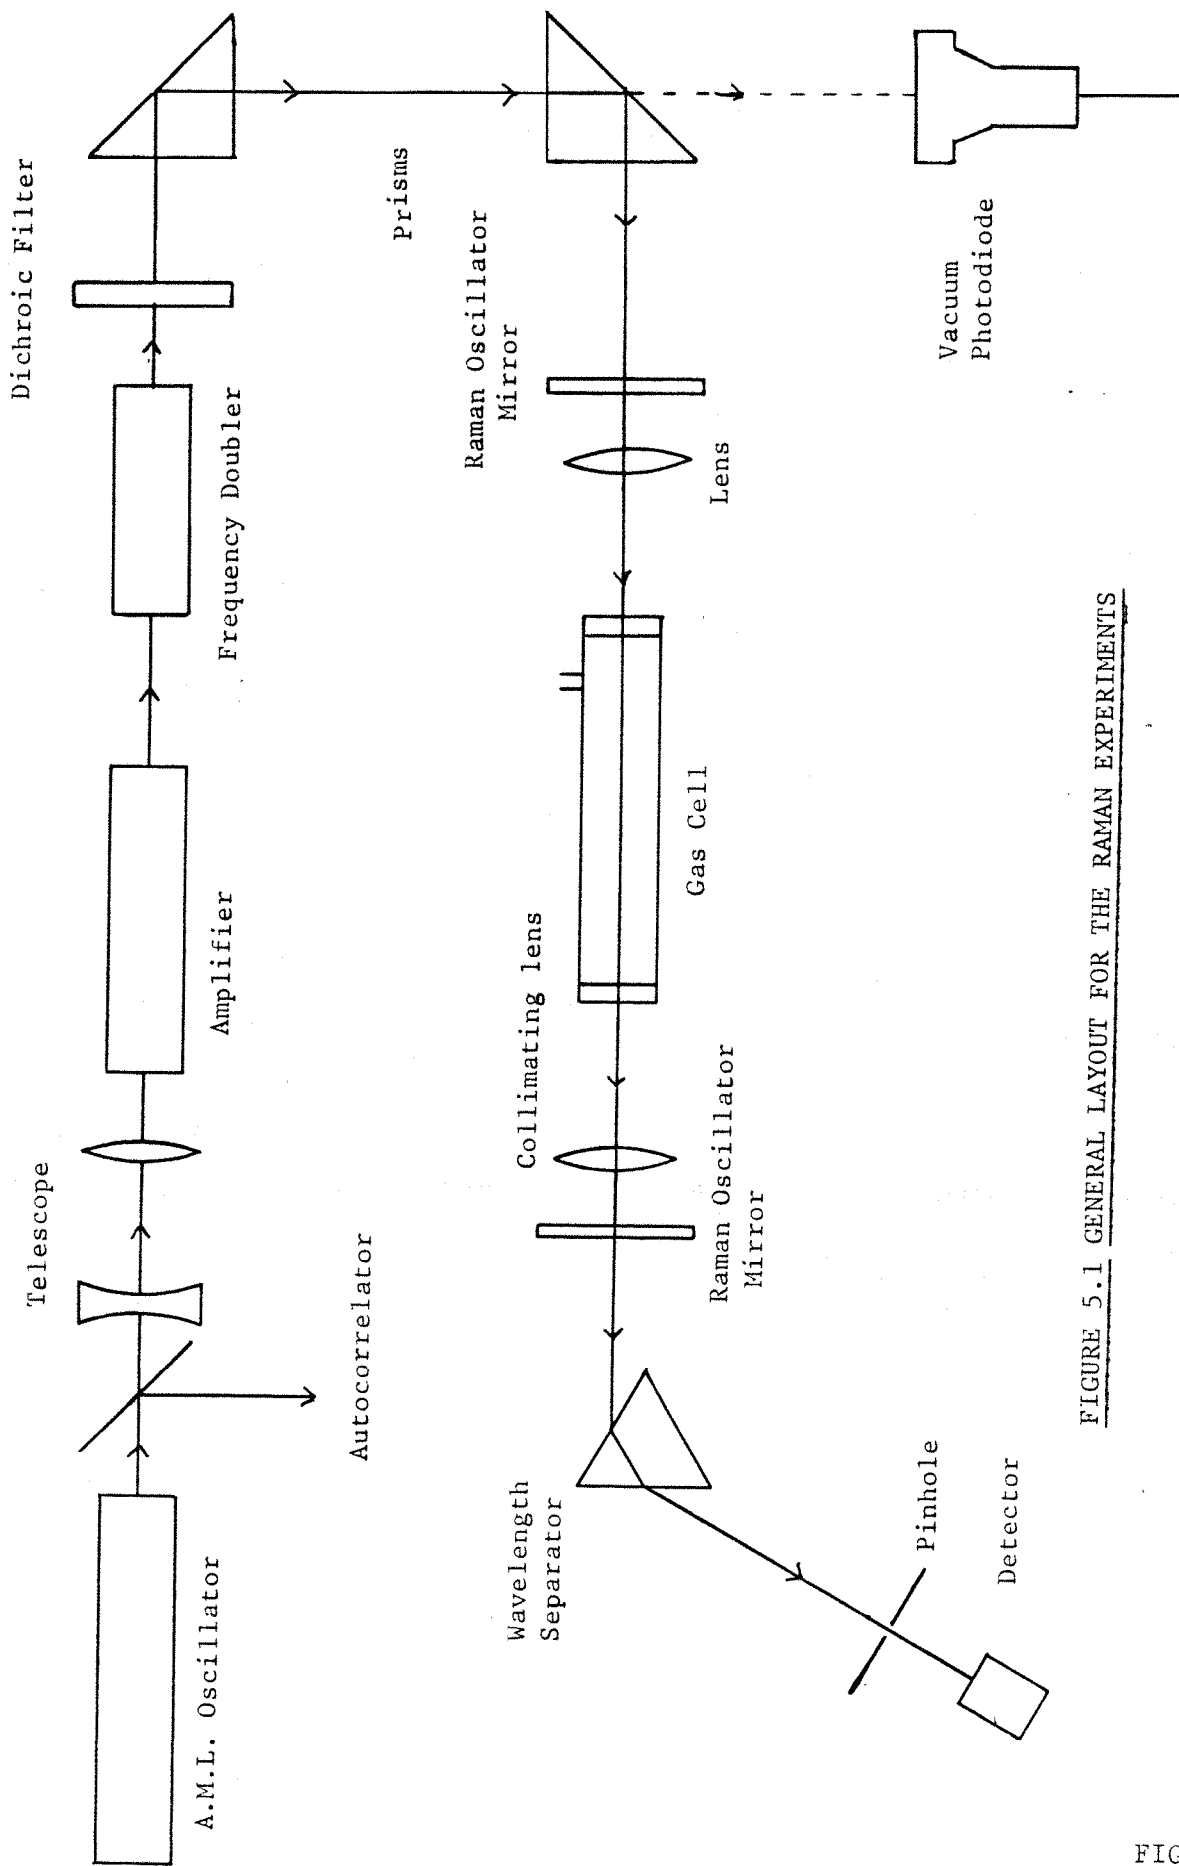 A.M.L. Oscillator
Autocorrelator
Telescope
Amplifier
Frequency Doubler
Dichroic Filter
Prisms
Raman Oscillator
Mirror
Lens
Gas Cell
Collimating lens
Raman Oscillator
Mirror
Wavelength
Separator
Pinhole
Detector
Vacuum
Photodiode
FIGURE 5.1 GENERAL LAYOUT FOR THE RAMAN EXPERIMENTS
FIG